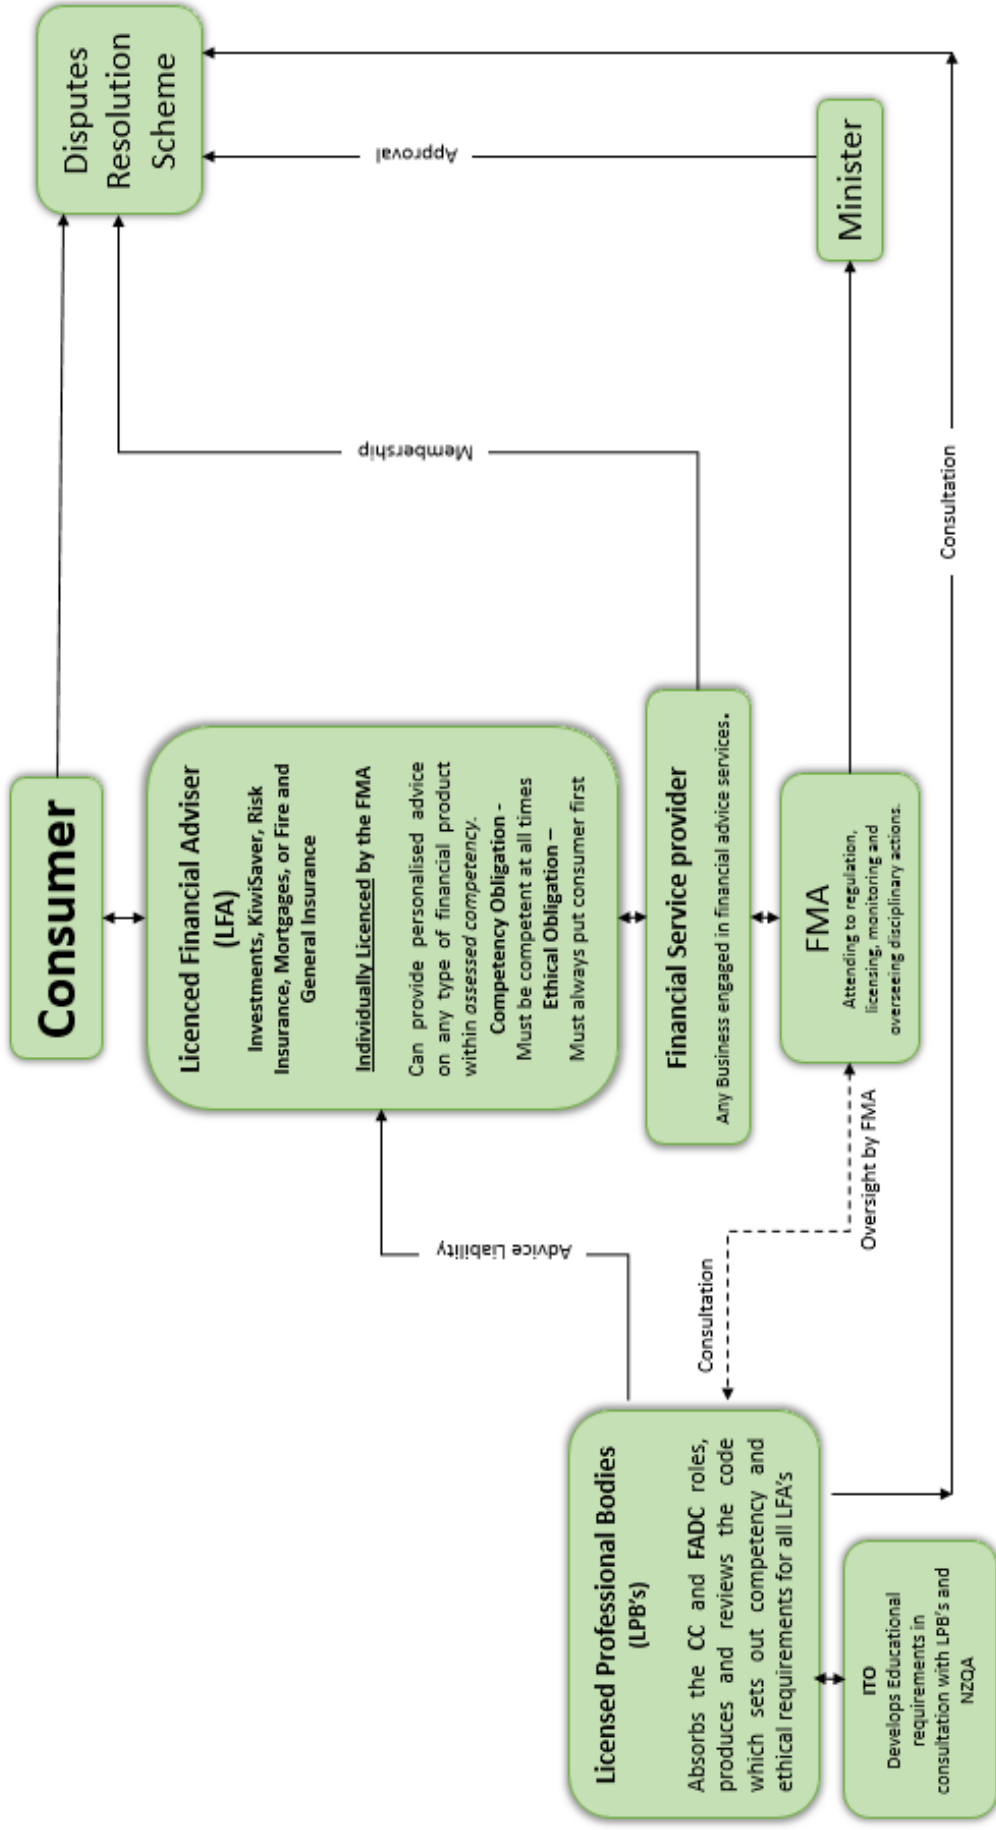 Consumer
Disputes
Resolution
Scheme
Licenced Financial Adviser
(LFA)
Investments, KiwiSaver, Risk
Insurance, Mortgages, or Fire and
General Insurance
Individually Licenced by the FMA
Can provide personalised advice
on any type of financial product
within assessed competency.
Competency Obligation -
Must be competent at all times
Ethical Obligation –
Must always put consumer first
Advice Liability
Membership
Approval
Licensed Professional Bodies
(LPB's)
Absorbs the CC and FADC roles,
produces and reviews the code
which sets out competency and
ethical requirements for all LFA's
Financial Service provider
Any Business engaged in financial advice services.
Consultation
FMA
Attending to regulation,
licensing, monitoring and
overseeing disciplinary actions.
Minister
Oversight by FMA
ITO
Develops Educational
requirements in
consultation with LPB's and
NZQA
Consultation